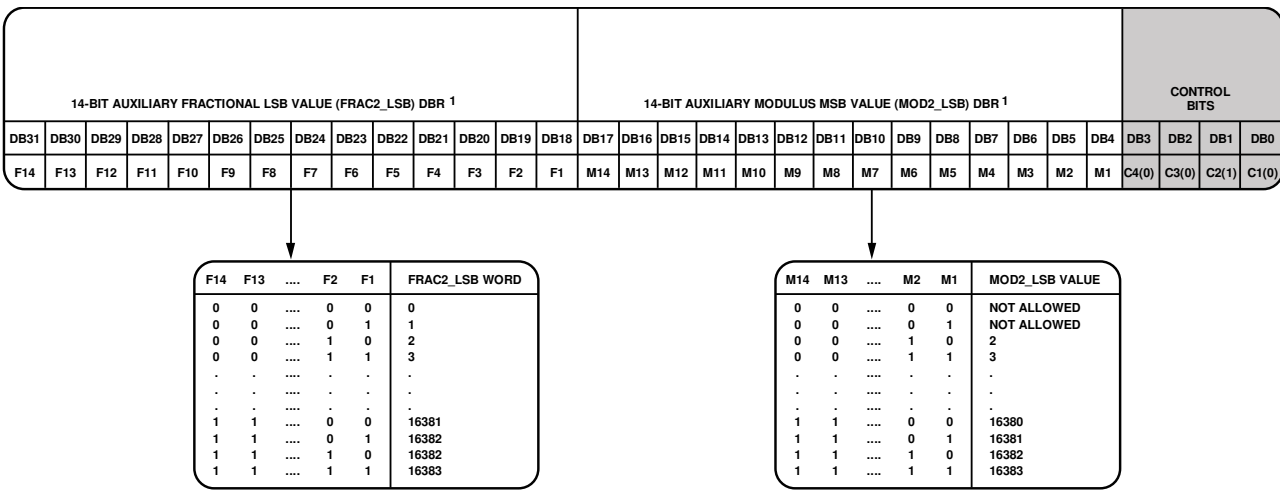 14-BIT AUXILIARY FRACTIONAL LSB VALUE (FRAC2_LSB) DBR 1
14-BIT AUXILIARY MODULUS MSB VALUE (MOD2_LSB) DBR 1
CONTROL
BITS
DB31 DB30 DB29 DB28 DB27 DB26 DB25 DB24 DB23 DB22 DB21 DB20 DB19 DB18 DB17 DB16 DB15 DB14 DB13 DB12 DB11 DB10 DB9 DB8 DB7 DB6 DB5 DB4 DB3 DB2 DB1 DB0
F14 F13 F12 F11 F10 F9 F8 F7 F6 F5 F4 F3 F2 F1 M14 M13 M12 M11 M10 M9 M8 M7 M6 M5 M4 M3 M2 M1 C4(0) C3(0) C2(1) C1(0)
F14 F13 .... F2 F1 FRAC2_LSB WORD
0 0 .... 0 0 0
0 0 .... 0 1 1
0 0 .... 1 0 2
0 0 .... 1 1 3
. . .... . . .
. . .... . . .
. . .... . . .
1 1 .... 0 0 16381
1 1 .... 0 1 16382
1 1 .... 1 0 16382
1 1 .... 1 1 16383
M14 M13 .... M2 M1 MOD2_LSB VALUE
0 0 .... 0 0 NOT ALLOWED
0 0 .... 0 1 NOT ALLOWED
0 0 .... 1 0 2
0 0 .... 1 1 3
. . .... . . .
. . .... . . .
. . .... . . .
1 1 .... 0 0 16380
1 1 .... 0 1 16381
1 1 .... 1 0 16382
1 1 .... 1 1 16383